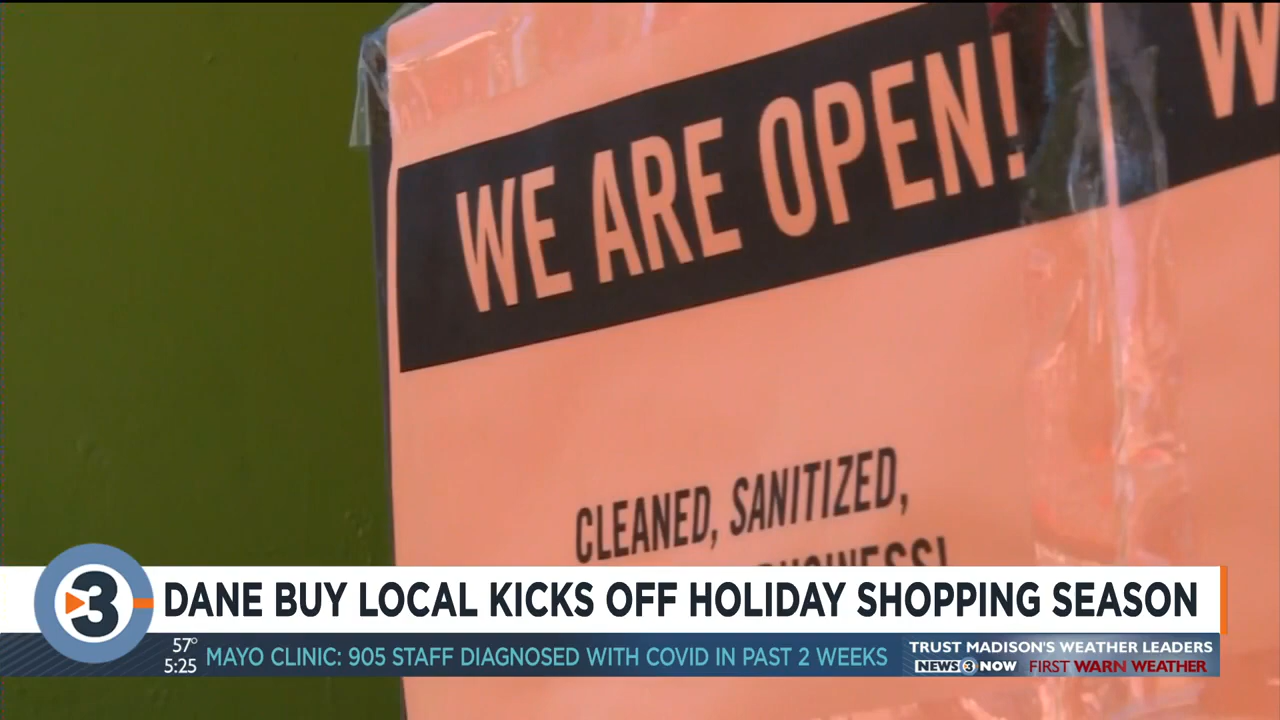 WE ARE OPEN!
W
CLEANED, SANITIZED,
BUSINESS!
3 DANE BUY LOCAL KICKS OFF HOLIDAY SHOPPING SEASON
57°
5:25
MAYO CLINIC: 905 STAFF DIAGNOSED WITH COVID IN PAST 2 WEEKS
TRUST MADISON'S WEATHER LEADERS
NEWS 3 NOW FIRST WARN WEATHER